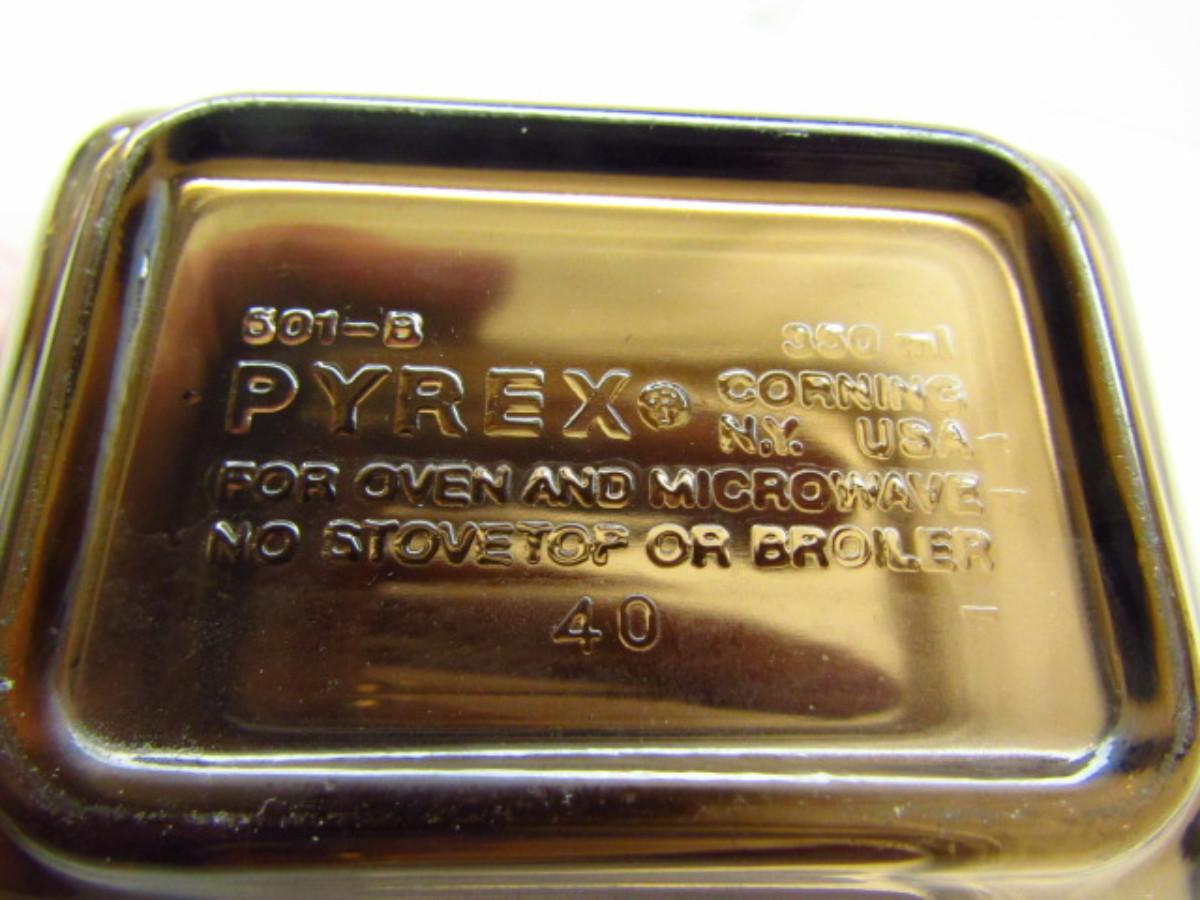 501-B 350 ml
PYREX® CORNING
N.Y. USA
FOR OVEN AND MICROWAVE
NO STOVETOP OR BROILER
40